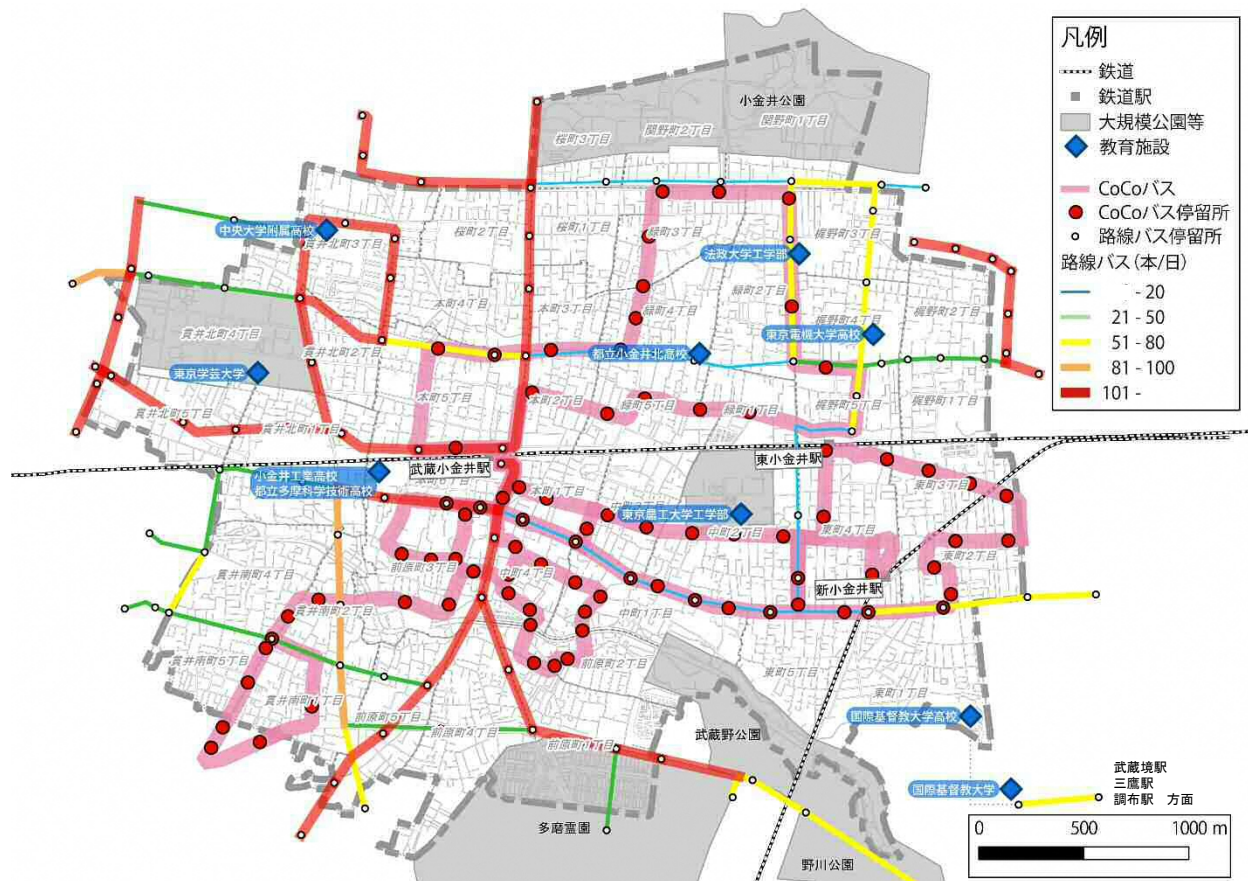 凡例
鉄道
鉄道駅
大規模公園等
教育施設
CoCoバス
CoCoバス停留所
路線バス停留所
路線バス（本/日）
- 20
21 - 50
51 - 80
81 - 100
101 -
小金井公園
関野町1丁目
関野町2丁目
桜町3丁目
中央大学附属高校
貫井北町3丁目
桜町2丁目
桜町1丁目
緑町3丁目
梶野町3丁目
法政大学工学部
緑町2丁目
本町4丁目
本町3丁目
緑町4丁目
梶野町4丁目
梶野町2丁目
東京電機大学高校
貫井北町4丁目
貫井北町2丁目
都立小金井北高校
東京学芸大学
本町5丁目
本町2丁目
緑町5丁目
緑町1丁目
梶野町5丁目
梶野町1丁目
貫井北町5丁目
貫井北町1丁目
武蔵小金井駅
東小金井駅
小金井工業高校
都立多摩科学技術高校
本町6丁目
本町1丁目
東町3丁目
東京農工大学工学部
中町2丁目
東町4丁目
東町2丁目
前原町3丁目
中町4丁目
新小金井駅
貫井南町4丁目
貫井南町2丁目
中町1丁目
前原町2丁目
貫井南町5丁目
東町5丁目
貫井南町1丁目
東町1丁目
前原町5丁目
国際基督教大学高校
前原町4丁目
前原町1丁目
武蔵野公園
武蔵境駅
三鷹駅
調布駅　方面
国際基督教大学
多磨霊園
野川公園
0 500 1000 m